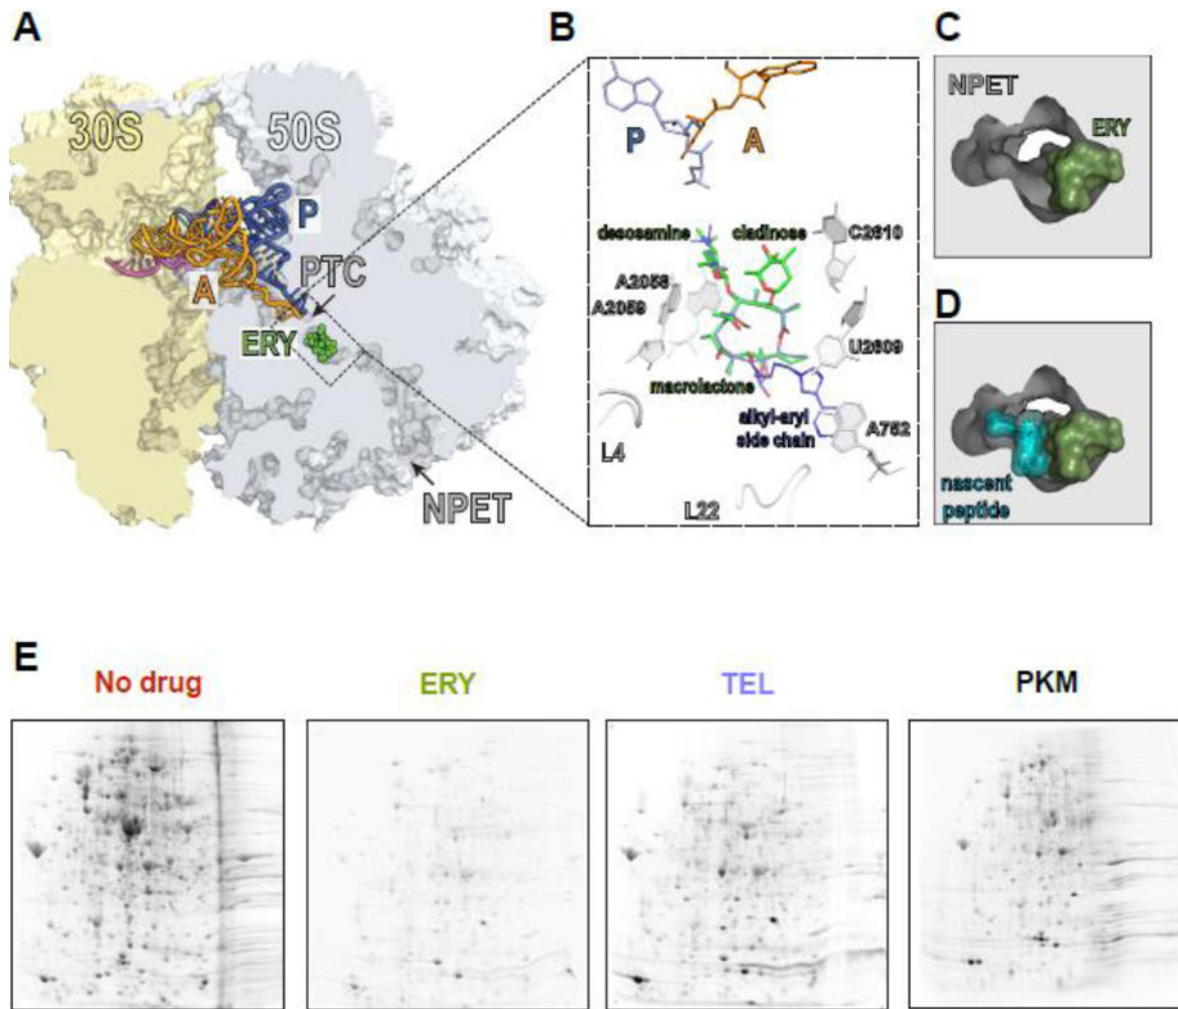 A
30S
50S
P
PTC
A
ERY
NPET
B
P
A
desosamine
cladinose
C2610
A2058
A2059
U2609
macrolactone
alkyl-aryl
side chain
A752
L4
L22
C
NPET
ERY
D
nascent
peptide
E
No drug
ERY
TEL
PKM